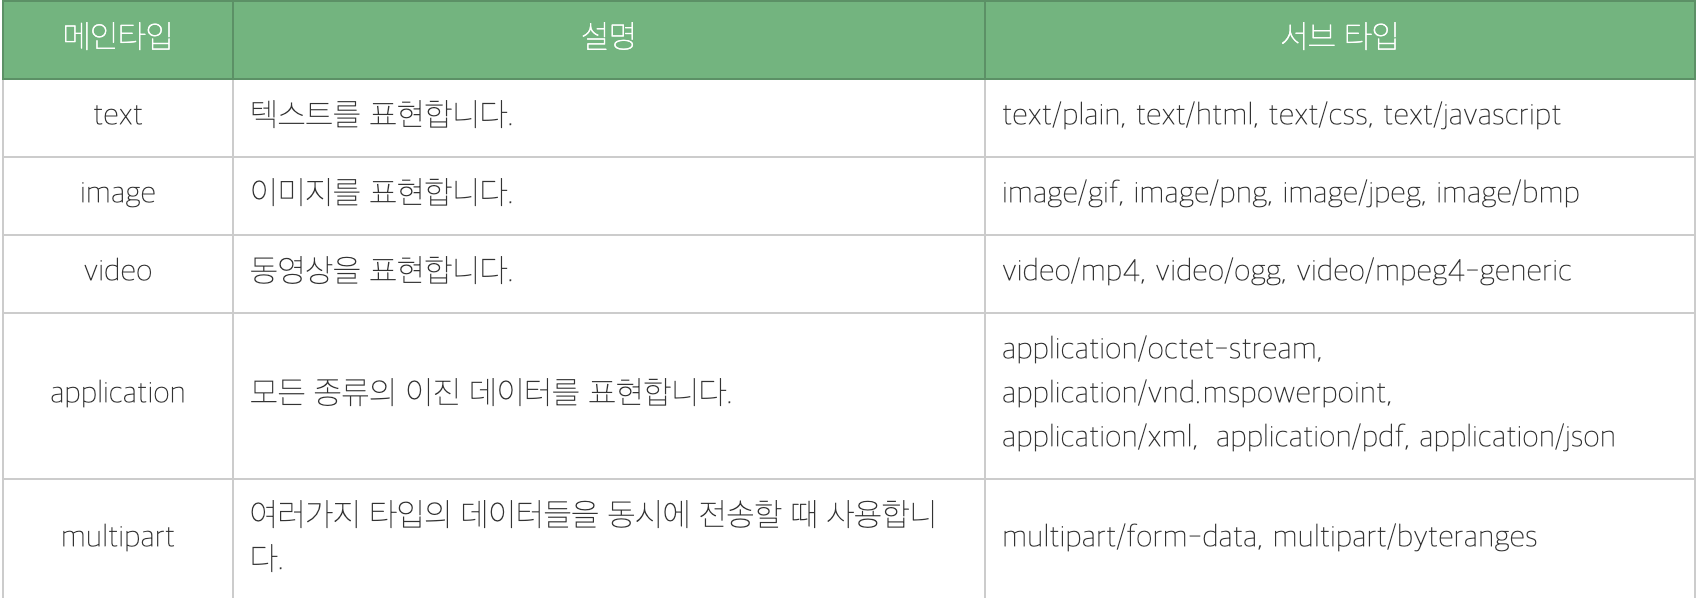 메인타입 설명 서브 타입
text 텍스트를 표현합니다. text/plain, text/html, text/css, text/javascript
image 이미지를 표현합니다. image/gif, image/png, image/jpeg, image/bmp
video 동영상을 표현합니다. video/mp4, video/ogg, video/mpeg4-generic
application 모든 종류의 이진 데이터를 표현합니다. application/octet-stream,
application/vnd.mspowerpoint,
application/xml, application/pdf, application/json
multipart 여러가지 타입의 데이터들을 동시에 전송할 때 사용합니
다. multipart/form-data, multipart/byteranges